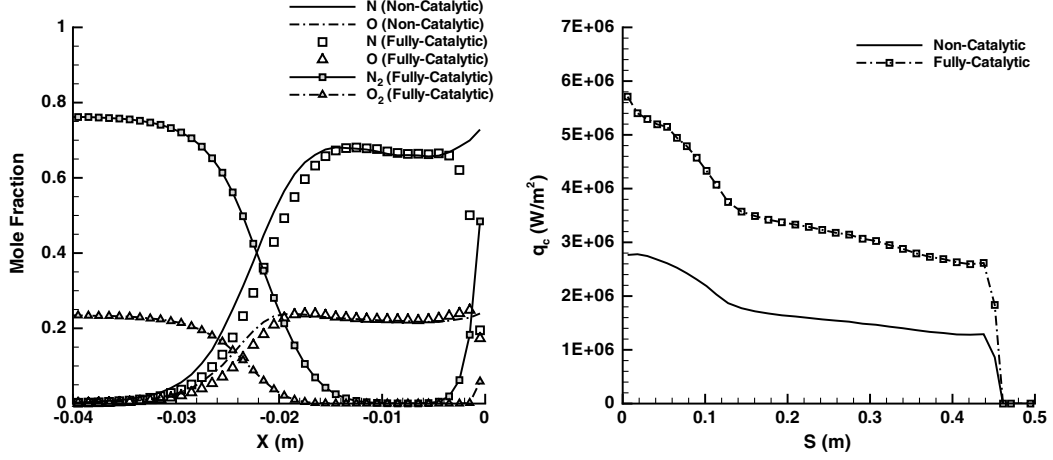 N (Non-Catalytic)
O (Non-Catalytic)
N (Fully-Catalytic)
O (Fully-Catalytic)
N₂ (Fully-Catalytic)
O₂ (Fully-Catalytic)
Mole Fraction
1
0.8
0.6
0.4
0.2
0
-0.04
-0.03
-0.02
-0.01
0
X (m)
Non-Catalytic
Fully-Catalytic
q_c (W/m²)
7E+06
6E+06
5E+06
4E+06
3E+06
2E+06
1E+06
0
0
0.1
0.2
0.3
0.4
0.5
S (m)